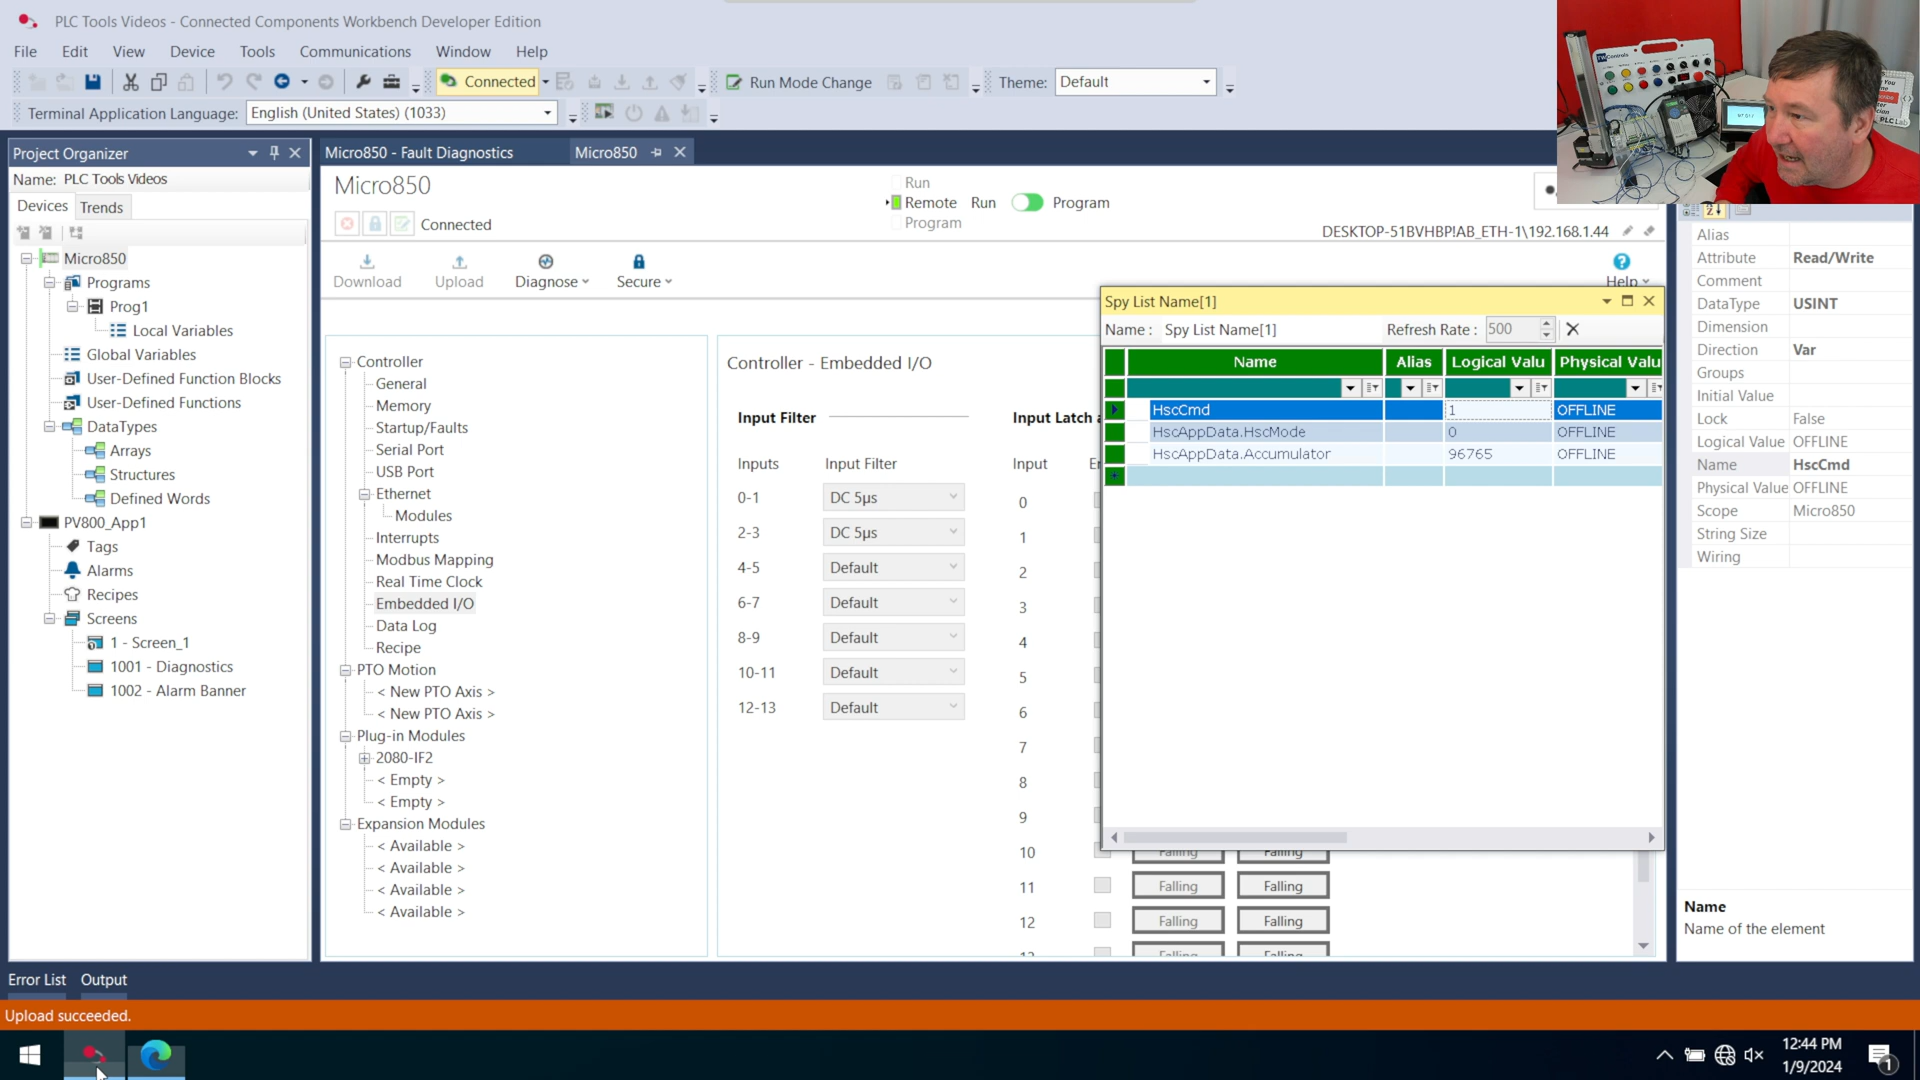 PLC Tools Videos - Connected Components Workbench Developer Edition
File Edit View Device Tools Communications Window Help
Connected Run Mode Change Theme: Default
Terminal Application Language: English (United States) (1033)
Project Organizer
Name: PLC Tools Videos
Devices Trends
Micro850
Programs
Prog1
Local Variables
Global Variables
User-Defined Function Blocks
User-Defined Functions
DataTypes
Arrays
Structures
Defined Words
PV800_App1
Tags
Alarms
Recipes
Screens
1 - Screen_1
1001 - Diagnostics
1002 - Alarm Banner
Micro850 - Fault Diagnostics Micro850
Micro850
Connected
Run
Remote Run Program
Program
DESKTOP-51BVHBP!AB_ETH-1\192.168.1.44
Download Upload Diagnose Secure Help
Controller
General
Memory
Startup/Faults
Serial Port
USB Port
Ethernet
Modules
Interrupts
Modbus Mapping
Real Time Clock
Embedded I/O
Data Log
Recipe
PTO Motion
< New PTO Axis >
< New PTO Axis >
Plug-in Modules
2080-IF2
< Empty >
< Empty >
Expansion Modules
< Available >
< Available >
< Available >
< Available >
Controller - Embedded I/O
Input Filter Input Latch
Inputs Input Filter Input
0-1 DC 5µs
2-3 DC 5µs
4-5 Default
6-7 Default
8-9 Default
10-11 Default
12-13 Default
0
1
2
3
4
5
6
7
8
9
10 Falling Falling
11 Falling Falling
12 Falling Falling
13 Falling Falling
Spy List Name[1]
Name : Spy List Name[1] Refresh Rate : 500
Name Alias Logical Valu Physical Valu
HscCmd 1 OFFLINE
HscAppData.HscMode 0 OFFLINE
HscAppData.Accumulator 96765 OFFLINE
Alias
Attribute Read/Write
Comment
DataType USINT
Dimension
Direction Var
Groups
Initial Value
Lock False
Logical Value OFFLINE
Name HscCmd
Physical Value OFFLINE
Scope Micro850
String Size
Wiring
Name
Name of the element
Error List Output
Upload succeeded.
12:44 PM
1/9/2024
1